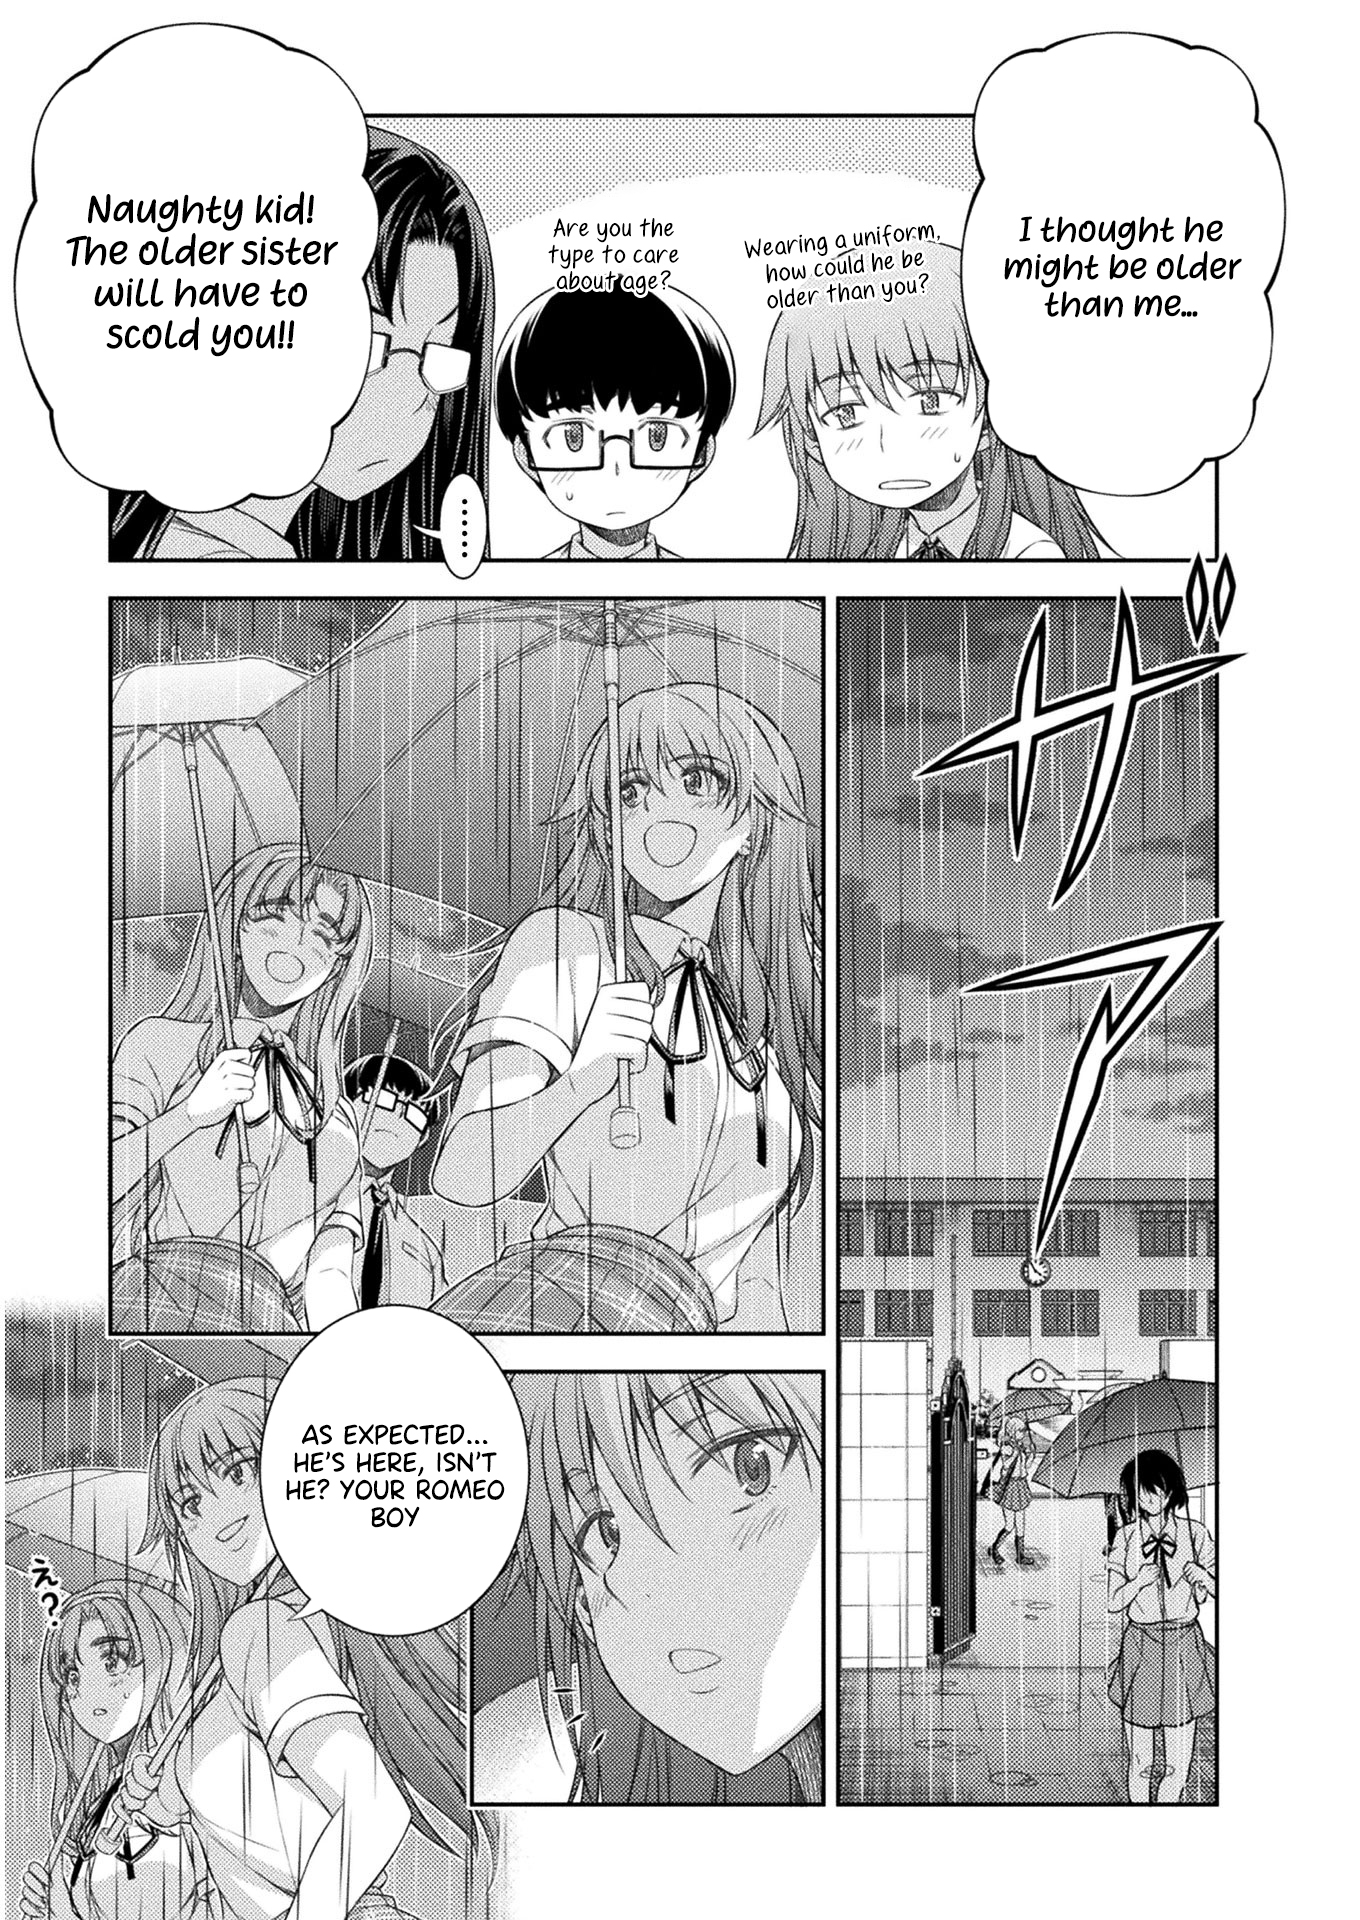 I thought he
might be older
than me...
Wearing a uniform,
how could he be
older than you?
Are you the
type to care
about age?
Naughty kid!
The older sister
will have to
scold you!!
......
ザアッ
AS EXPECTED...
HE'S HERE, ISN'T
HE? YOUR ROMEO
BOY
え?